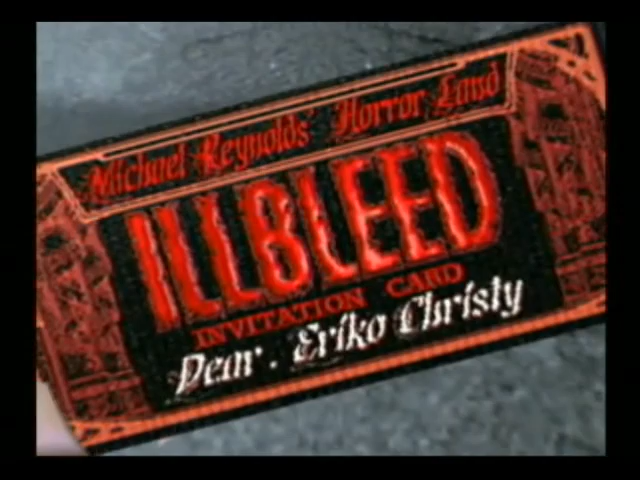 Michael Reynolds' Horror Land
ILLBLEED
INVITATION CARD
Dear. Eriko Christy